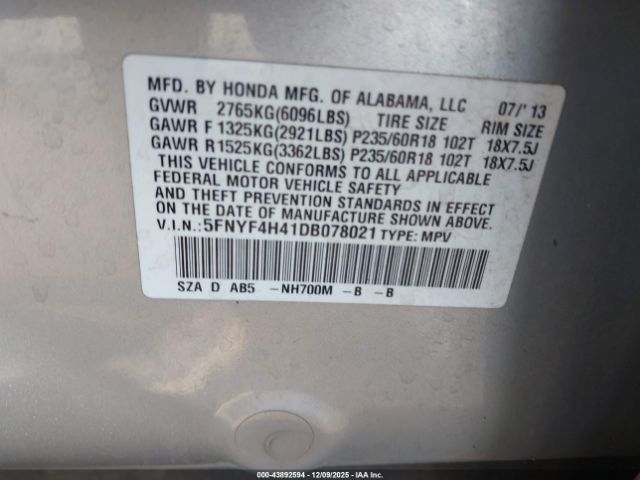 MFD. BY HONDA MFG. OF ALABAMA, LLC 07/'13
GVWR 2765KG(6096LBS) TIRE SIZE RIM SIZE
GAWR F 1325KG(2921LBS) P235/60R18 102T 18X7.5J
GAWR R 1525KG(3362LBS) P235/60R18 102T 18X7.5J
THIS VEHICLE CONFORMS TO ALL APPLICABLE
FEDERAL MOTOR VEHICLE SAFETY
AND THEFT PREVENTION STANDARDS IN EFFECT
ON THE DATE OF MANUFACTURE SHOWN ABOVE.
V.I.N.:5FNYF4H41DB078021 TYPE: MPV
SZA D AB5 -NH700M -B -B
000-43892594 - 12/09/2025 - IAA, Inc.